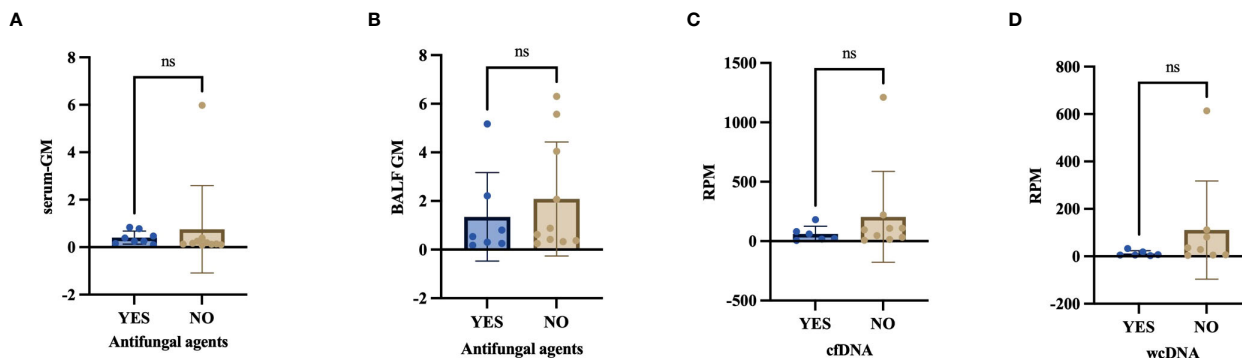 A
B
C
D
ns
8
6
4
2
0
-2
serum-GM
YES
NO
Antifungal agents
ns
8
6
4
2
0
-2
BALF GM
YES
NO
Antifungal agents
ns
1500
1000
500
0
-500
RPM
YES
NO
cfDNA
ns
800
600
400
200
0
-200
RPM
YES
NO
wcDNA